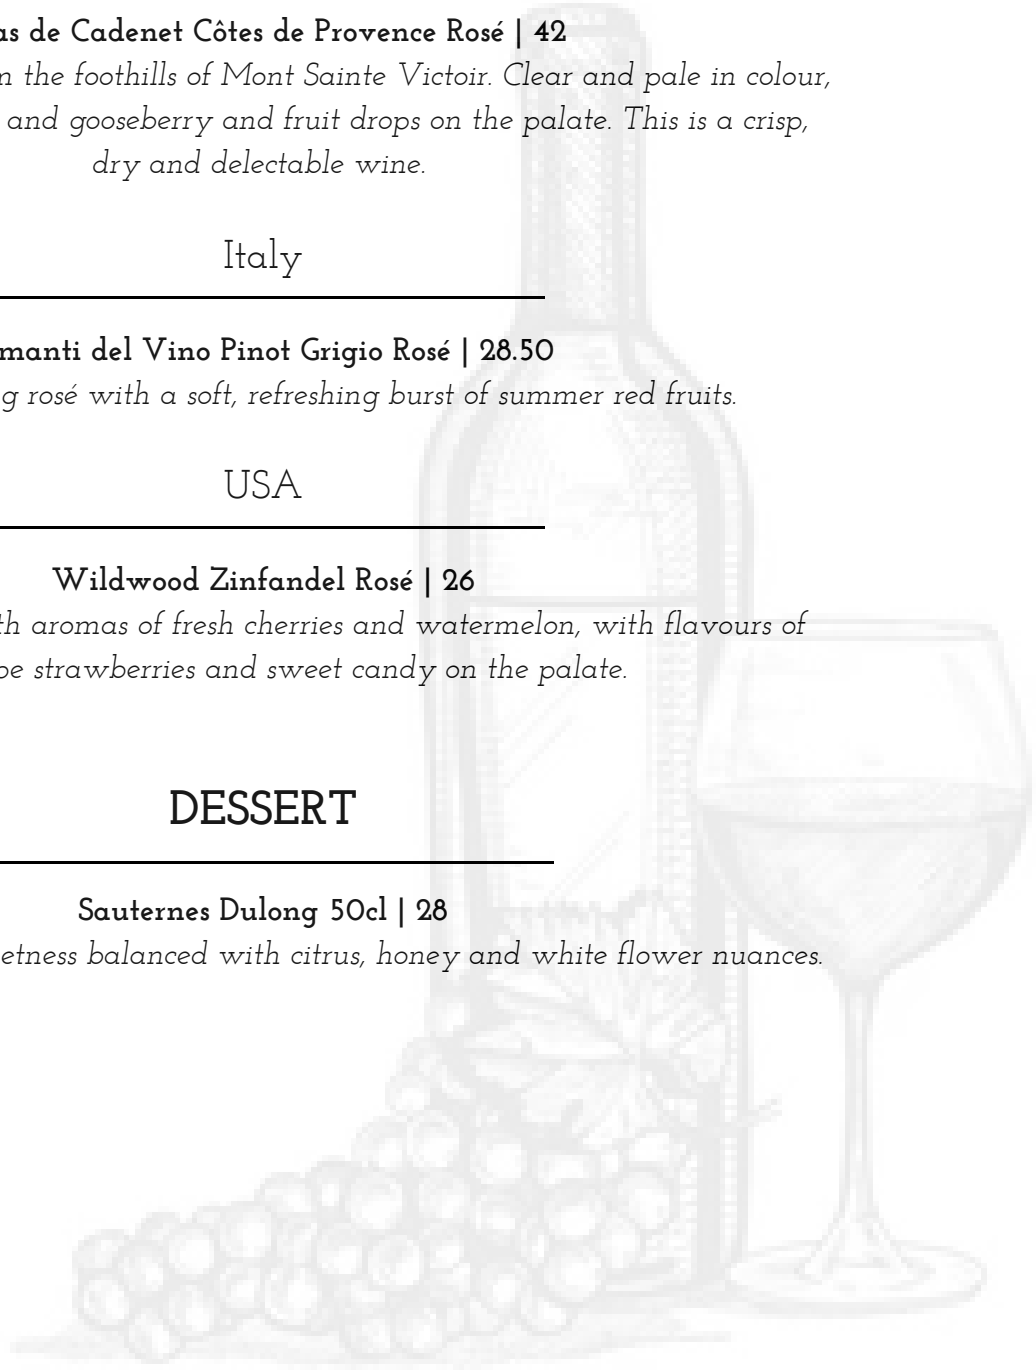 as de Cadenet Côtes de Provence Rosé | 42
the foothills of Mont Sainte Victoir. Clear and pale in colour,
and gooseberry and fruit drops on the palate. This is a crisp,
dry and delectable wine.
Italy
manti del Vino Pinot Grigio Rosé | 28.50
g rosé with a soft, refreshing burst of summer red fruits.
USA
Wildwood Zinfandel Rosé | 26
th aromas of fresh cherries and watermelon, with flavours of
pe strawberries and sweet candy on the palate.
DESSERT
Sauternes Dulong 50cl | 28
etness balanced with citrus, honey and white flower nuances.